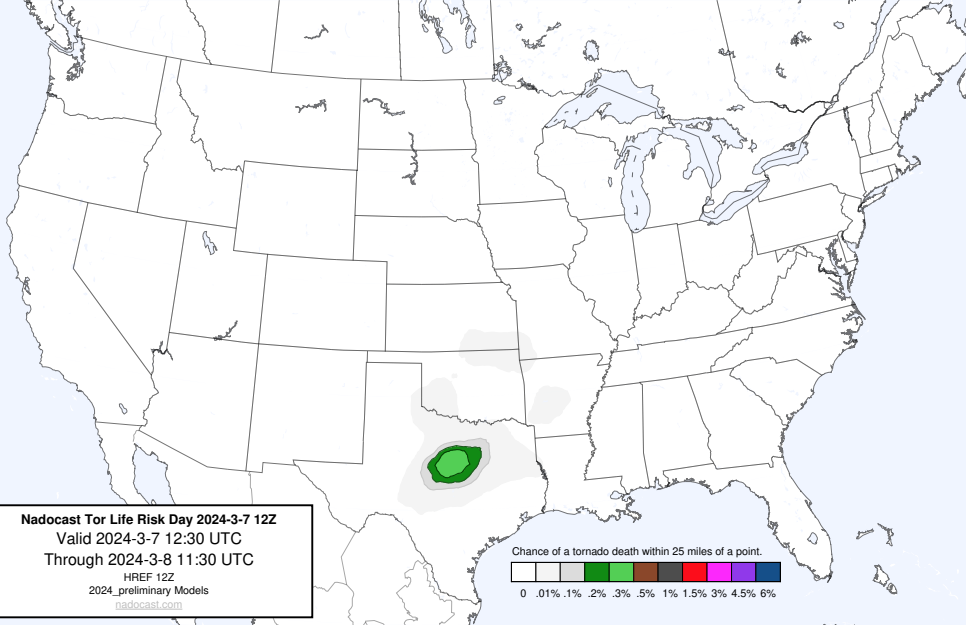 Nadocast Tor Life Risk Day 2024-3-7 12Z
Valid 2024-3-7 12:30 UTC
Through 2024-3-8 11:30 UTC
HREF 12Z
2024_preliminary Models
nadocast.com
Chance of a tornado death within 25 miles of a point.
0 .01% .1% .2% .3% .5% 1% 1.5% 3% 4.5% 6%